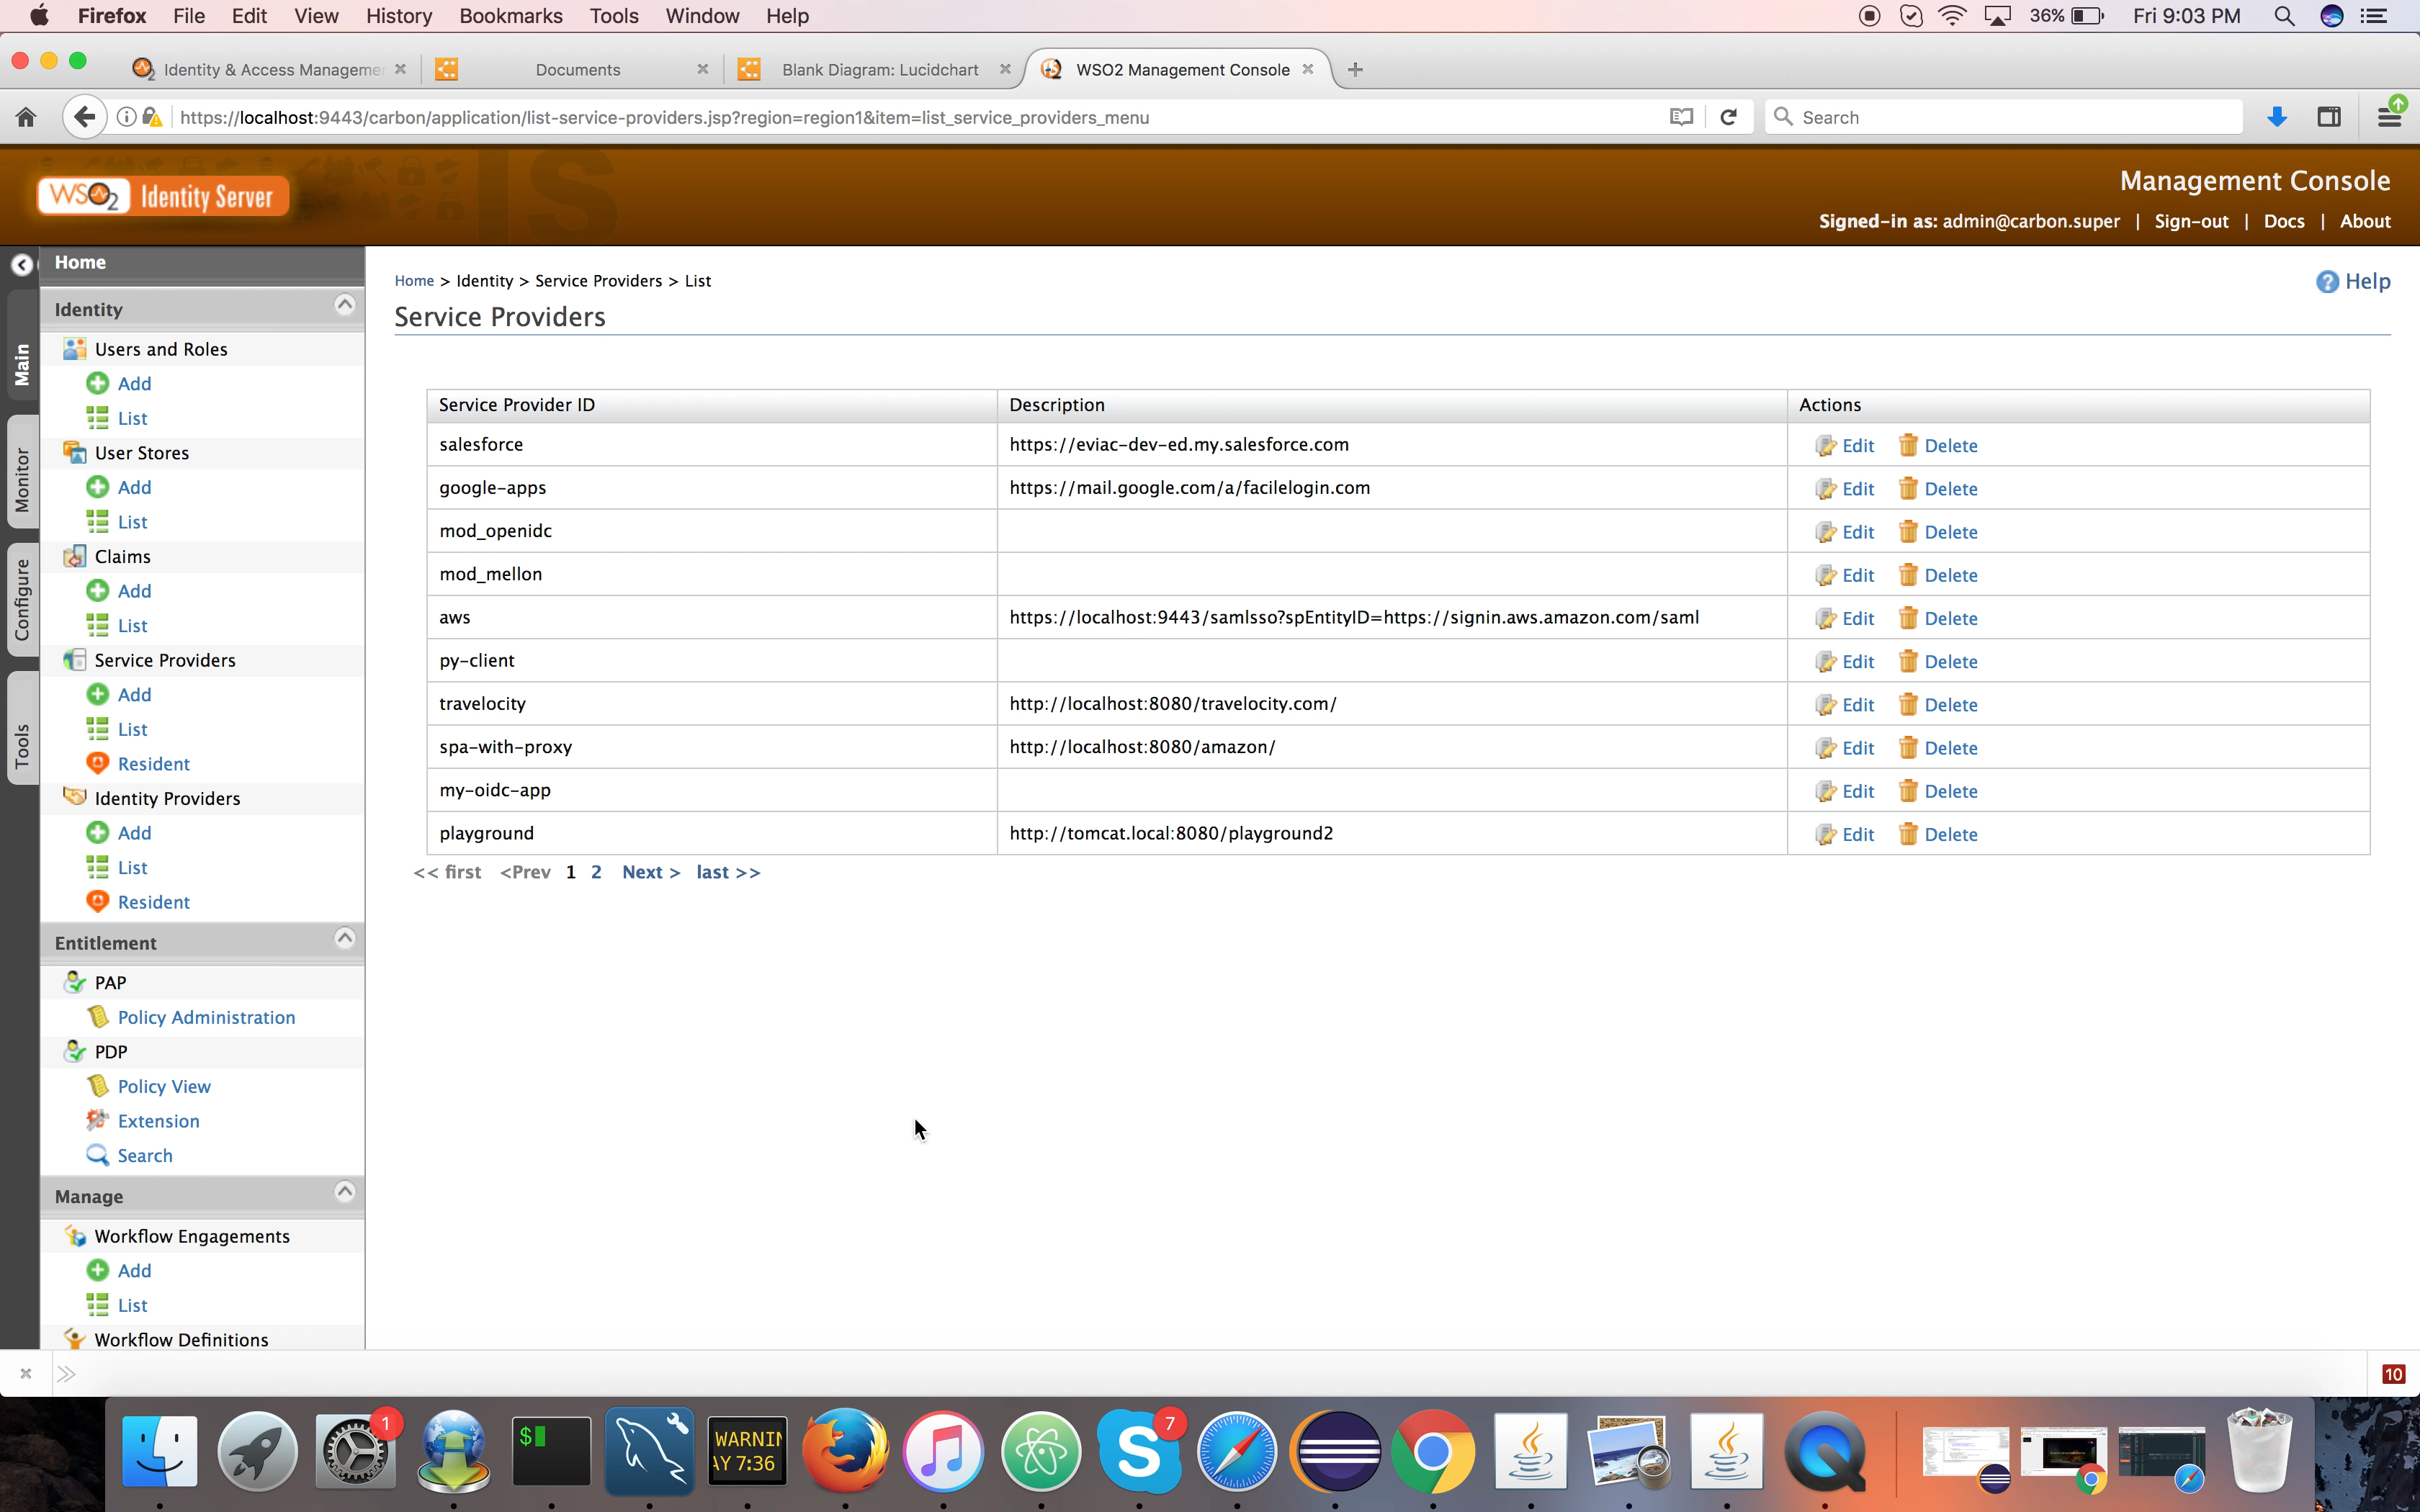 Firefox File Edit View History Bookmarks Tools Window Help 36% Fri 9:03 PM
Identity & Access Managemen Documents Blank Diagram: Lucidchart WSO2 Management Console
https://localhost:9443/carbon/application/list-service-providers.jsp?region=region1&item=list_service_providers_menu Search
WSO2 Identity Server
IS
Management Console
Signed-in as: admin@carbon.super | Sign-out | Docs | About
Main
Monitor
Configure
Tools
Home
Identity
Users and Roles
Add
List
User Stores
Add
List
Claims
Add
List
Service Providers
Add
List
Resident
Identity Providers
Add
List
Resident
Entitlement
PAP
Policy Administration
PDP
Policy View
Extension
Search
Manage
Workflow Engagements
Add
List
Workflow Definitions
Home > Identity > Service Providers > List
Help
Service Providers
Service Provider ID Description Actions
salesforce https://eviac-dev-ed.my.salesforce.com Edit Delete
google-apps https://mail.google.com/a/facilelogin.com Edit Delete
mod_openidc Edit Delete
mod_mellon Edit Delete
aws https://localhost:9443/samlsso?spEntityID=https://signin.aws.amazon.com/saml Edit Delete
py-client Edit Delete
travelocity http://localhost:8080/travelocity.com/ Edit Delete
spa-with-proxy http://localhost:8080/amazon/ Edit Delete
my-oidc-app Edit Delete
playground http://tomcat.local:8080/playground2 Edit Delete
<< first <Prev 1 2 Next > last >>
10
1
$
WARNIN
AY 7:36
S
7